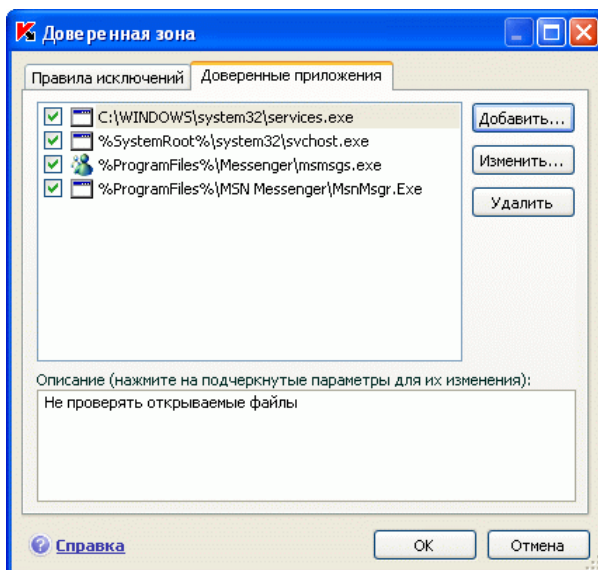 Доверенная зона
Правила исключений
Доверенные приложения
C:\WINDOWS\system32\services.exe
%SystemRoot%\system32\svchost.exe
%ProgramFiles%\Messenger\msmsgs.exe
%ProgramFiles%\MSN Messenger\MsnMsgr.Exe
Добавить...
Изменить...
Удалить
Описание (нажмите на подчеркнутые параметры для их изменения):
Не проверять открываемые файлы
Справка
OK
Отмена